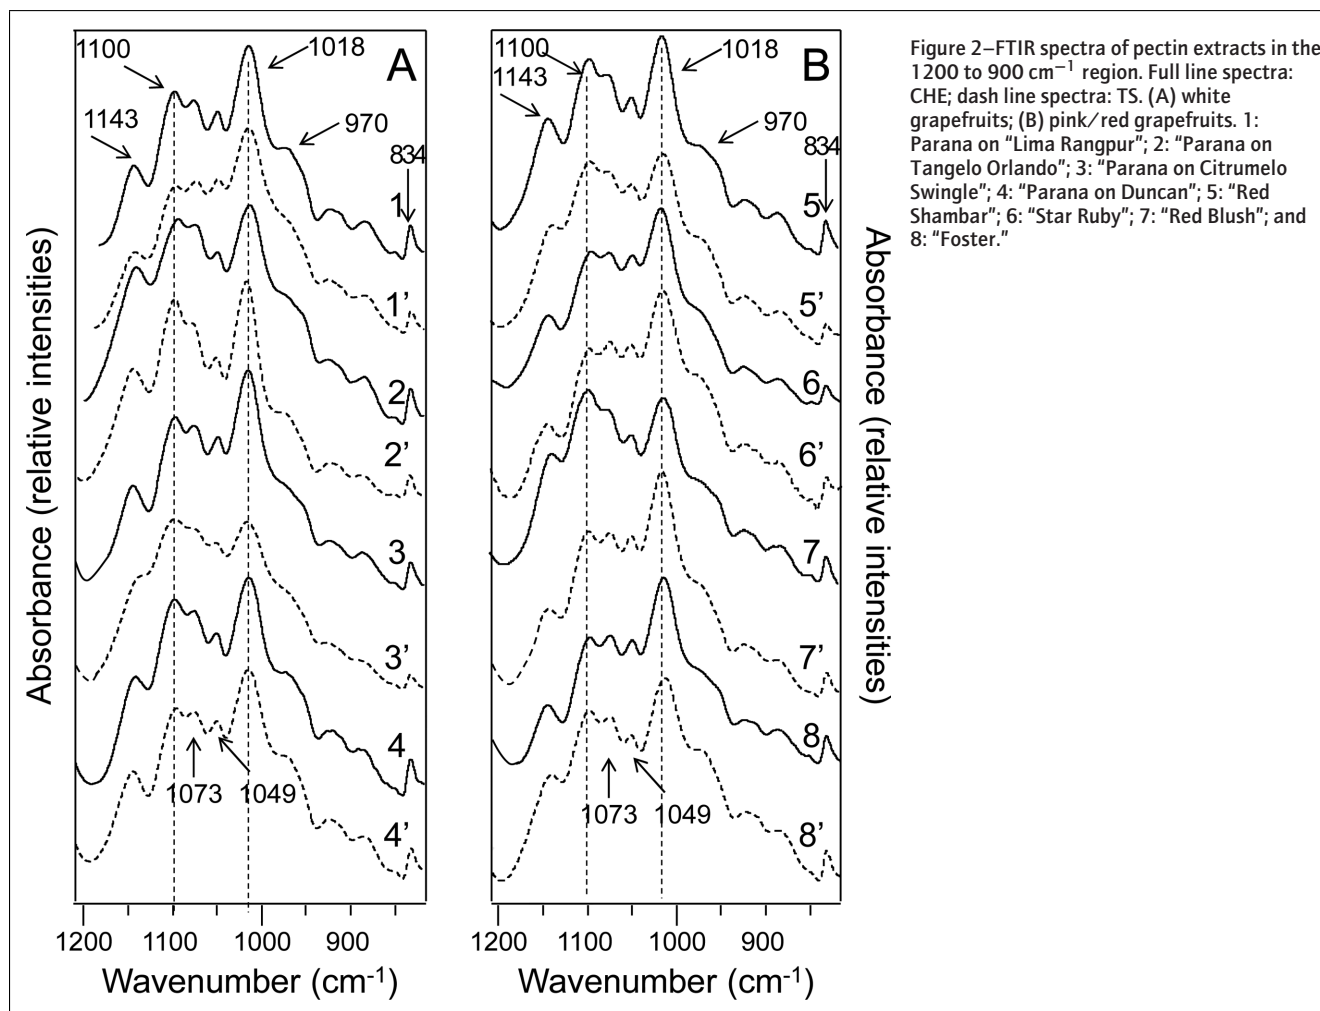 1100
1018
A
1143
970
834
1
1'
2
2'
3
3'
4
1073 1049
4'
1200 1100 1000 900
Wavenumber (cm-1)
Absorbance (relative intensities)
1100
1018
B
1143
970
834
5
5'
6
6'
7
7'
8
1073 1049
8'
1200 1100 1000 900
Wavenumber (cm-1)
Absorbance (relative intensities)
Figure 2–FTIR spectra of pectin extracts in the
1200 to 900 cm−1 region. Full line spectra:
CHE; dash line spectra: TS. (A) white
grapefruits; (B) pink/red grapefruits. 1:
Parana on “Lima Rangpur”; 2: “Parana on
Tangelo Orlando”; 3: “Parana on Citrumelo
Swingle”; 4: “Parana on Duncan”; 5: “Red
Shambar”; 6: “Star Ruby”; 7: “Red Blush”; and
8: “Foster.”